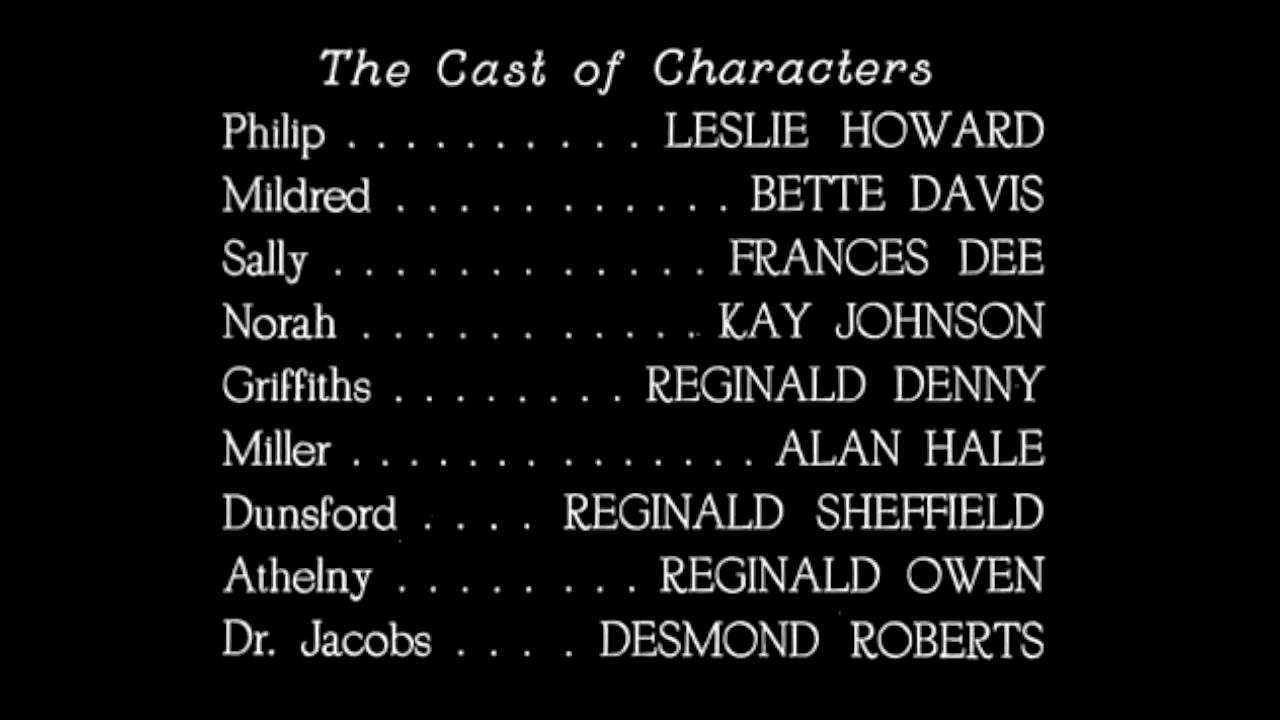 The Cast of Characters
Philip . . . . . . . . . . LESLIE HOWARD
Mildred . . . . . . . . . . . . BETTE DAVIS
Sally . . . . . . . . . . . . FRANCES DEE
Norah . . . . . . . . . . . KAY JOHNSON
Griffiths . . . . . . . . REGINALD DENNY
Miller . . . . . . . . . . . . . . ALAN HALE
Dunsford . . . . REGINALD SHEFFIELD
Athelny . . . . . . . . REGINALD OWEN
Dr. Jacobs . . . . DESMOND ROBERTS